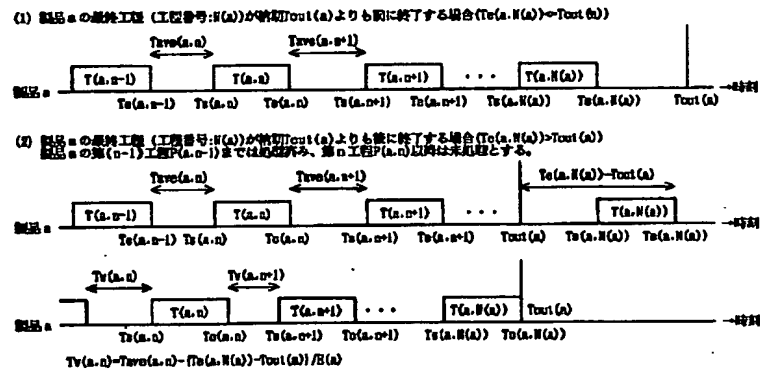 (1) 製品aの最終工程（工程番号:N(a))が納期Tout(a)よりも前に終了する場合(Te(a.N(a))<=Tout(a))
Tave(a.n) Tave(a.n+1)
T(a.n-1) T(a.n) T(a.n+1) ··· T(a.N(a))
製品a →時刻
Te(a.n-1) Ts(a.n) Te(a.n) Ts(a.n+1) Te(a.n+1) Ts(a.N(a)) Te(a.N(a)) Tout(a)
(2) 製品aの最終工程（工程番号:N(a))が納期Tout(a)よりも後に終了する場合(Te(a.N(a))>Tout(a))
製品aの第(n-1)工程P(a.n-1)までは処理済み、第n工程P(a.n)以降は未処理とする。
Tave(a.n) Tave(a.n+1) Te(a.N(a))-Tout(a)
T(a.n-1) T(a.n) T(a.n+1) ··· T(a.N(a))
製品a →時刻
Te(a.n-1) Ts(a.n) Te(a.n) Ts(a.n+1) Te(a.n+1) Tout(a) Ts(a.N(a)) Te(a.N(a))
Tv(a.n) Tv(a.n+1)
T(a.n) T(a.n+1) ··· T(a.N(a)) Tout(a)
製品a →時刻
Ts(a.n) Te(a.n) Ts(a.n+1) Te(a.n+1) Ts(a.N(a)) Te(a.N(a))
Tv(a.n)=Tave(a.n)-{Te(a.N(a))-Tout(a)}/B(a)